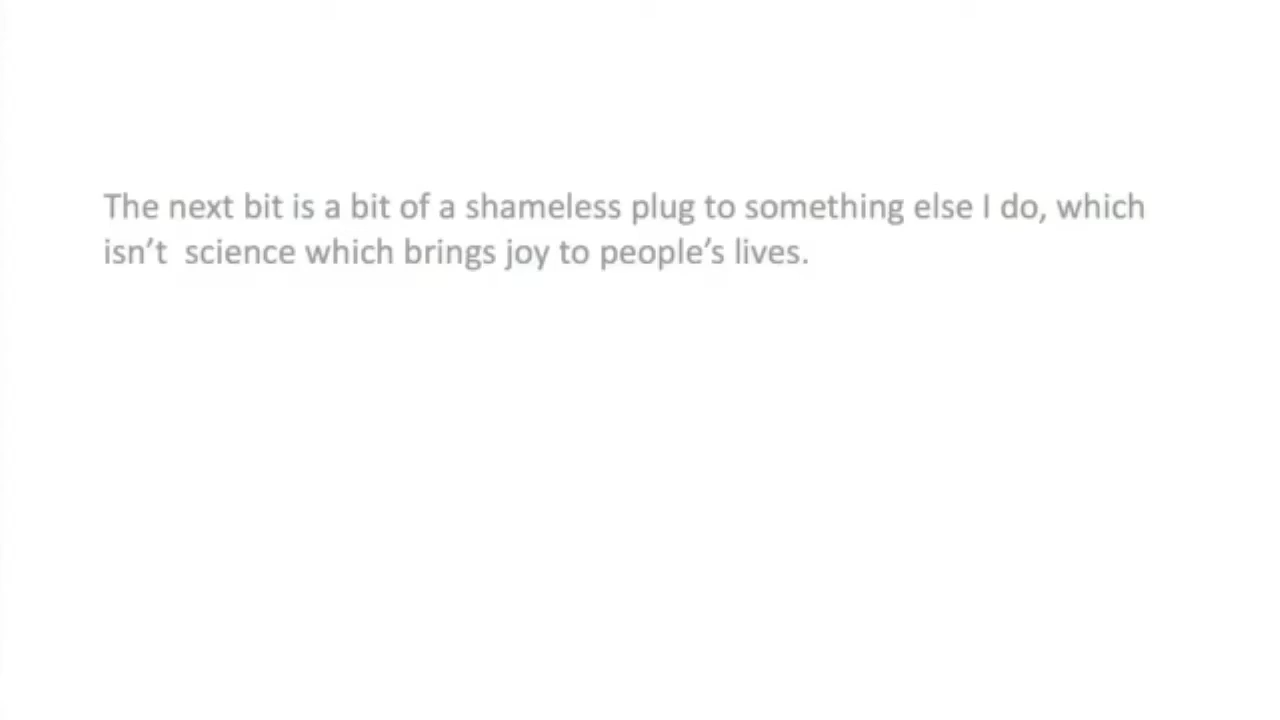 The next bit is a bit of a shameless plug to something else I do, which
isn’t  science which brings joy to people’s lives.